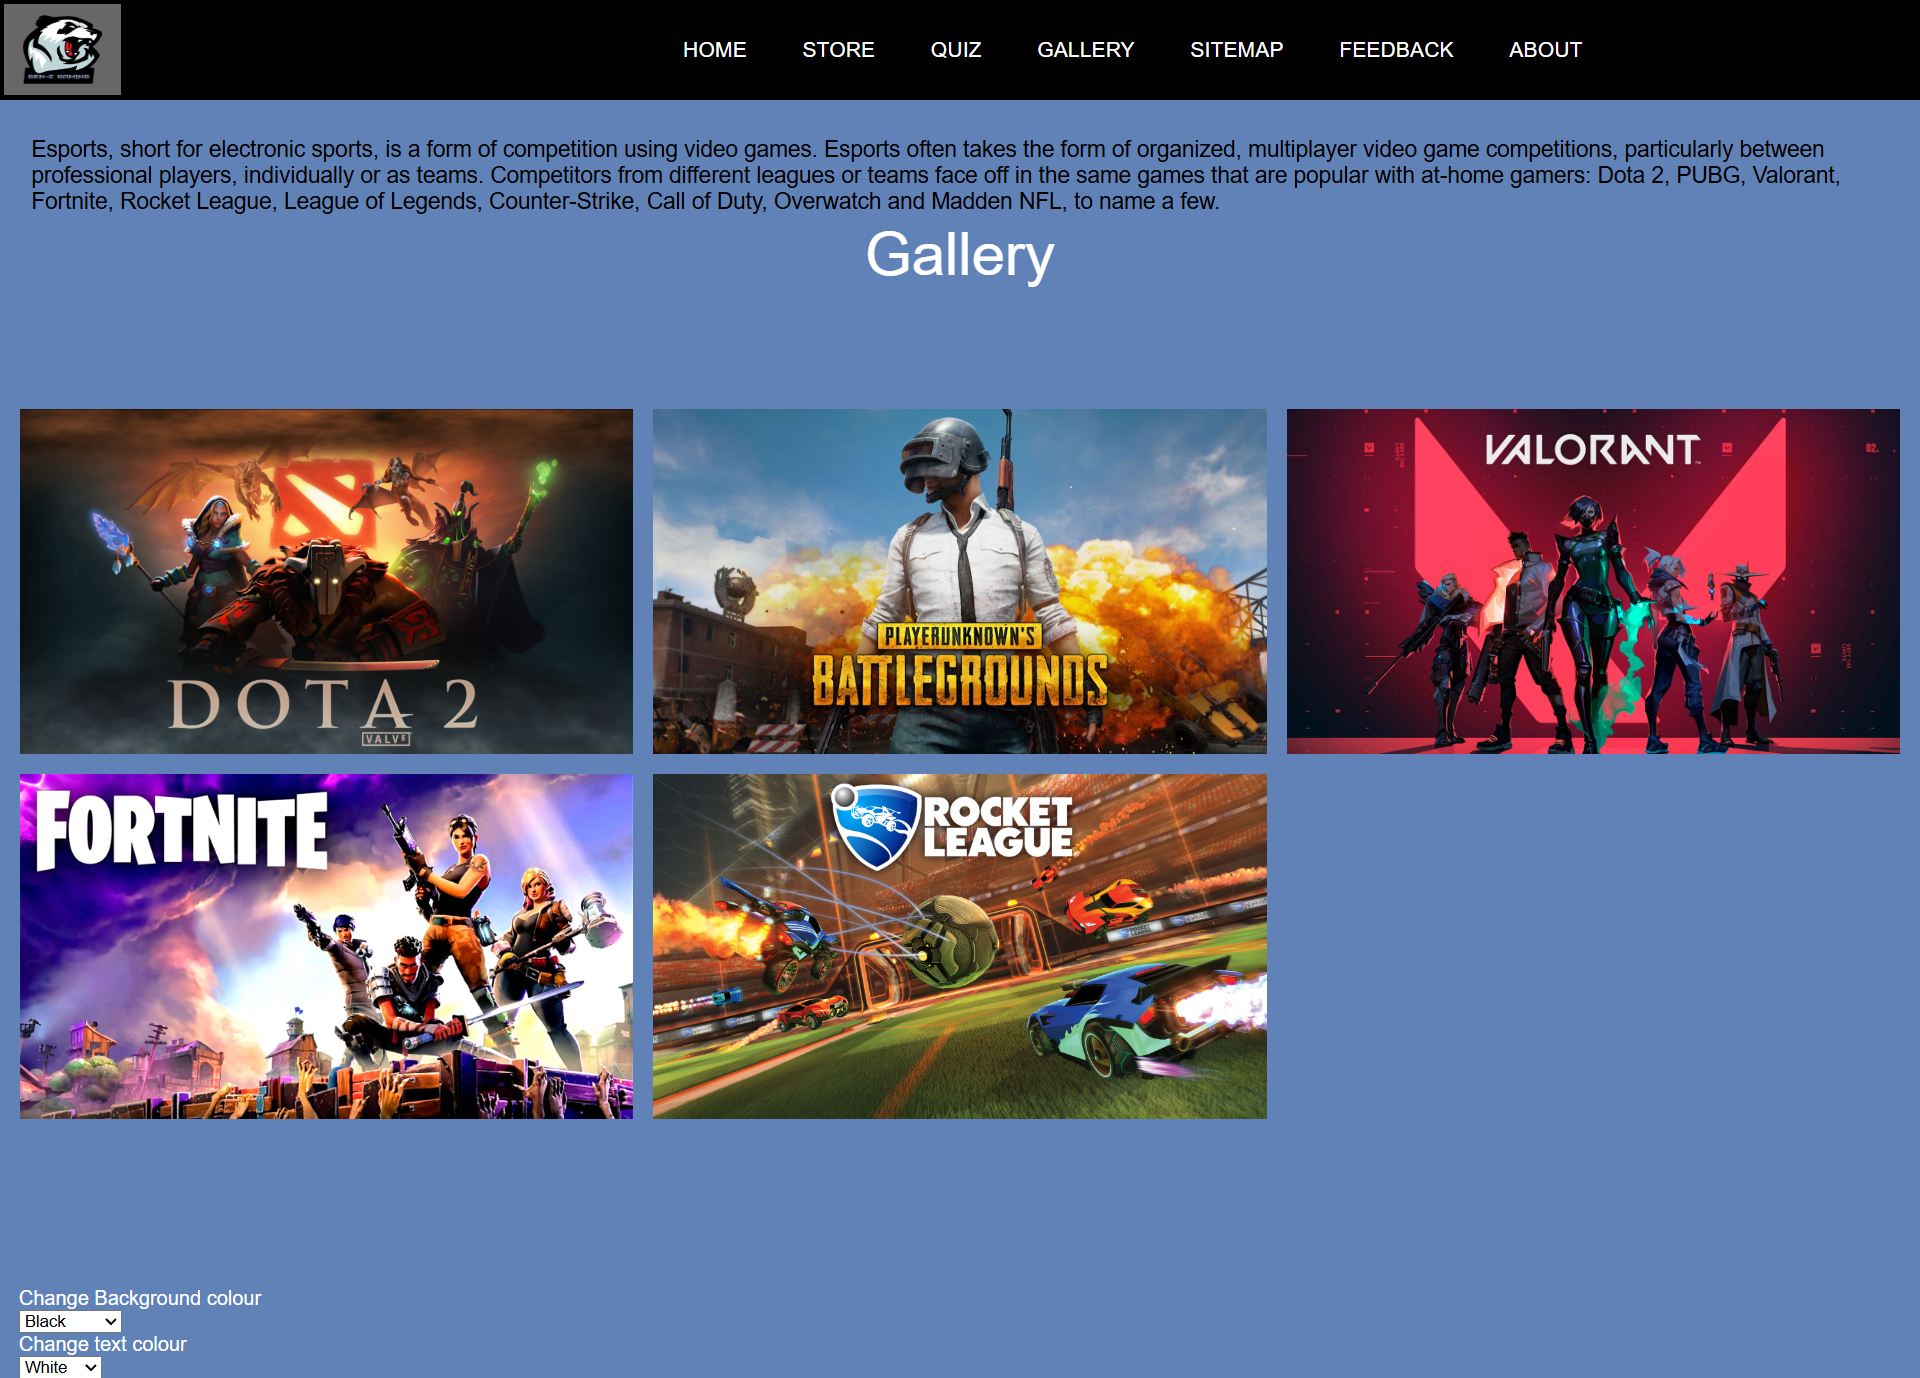 GEN-Z GAMING
HOME STORE QUIZ GALLERY SITEMAP FEEDBACK ABOUT
Esports, short for electronic sports, is a form of competition using video games. Esports often takes the form of organized, multiplayer video game competitions, particularly between
professional players, individually or as teams. Competitors from different leagues or teams face off in the same games that are popular with at-home gamers: Dota 2, PUBG, Valorant,
Fortnite, Rocket League, League of Legends, Counter-Strike, Call of Duty, Overwatch and Madden NFL, to name a few.
Gallery
DOTA 2
VALVE
PLAYERUNKNOWN'S
BATTLEGROUNDS
VALORANT
02.
FORTNITE
ROCKET
LEAGUE
ROCKET
LEAGUE
ROCKET LEAGUE
Change Background colour
Black
Change text colour
White